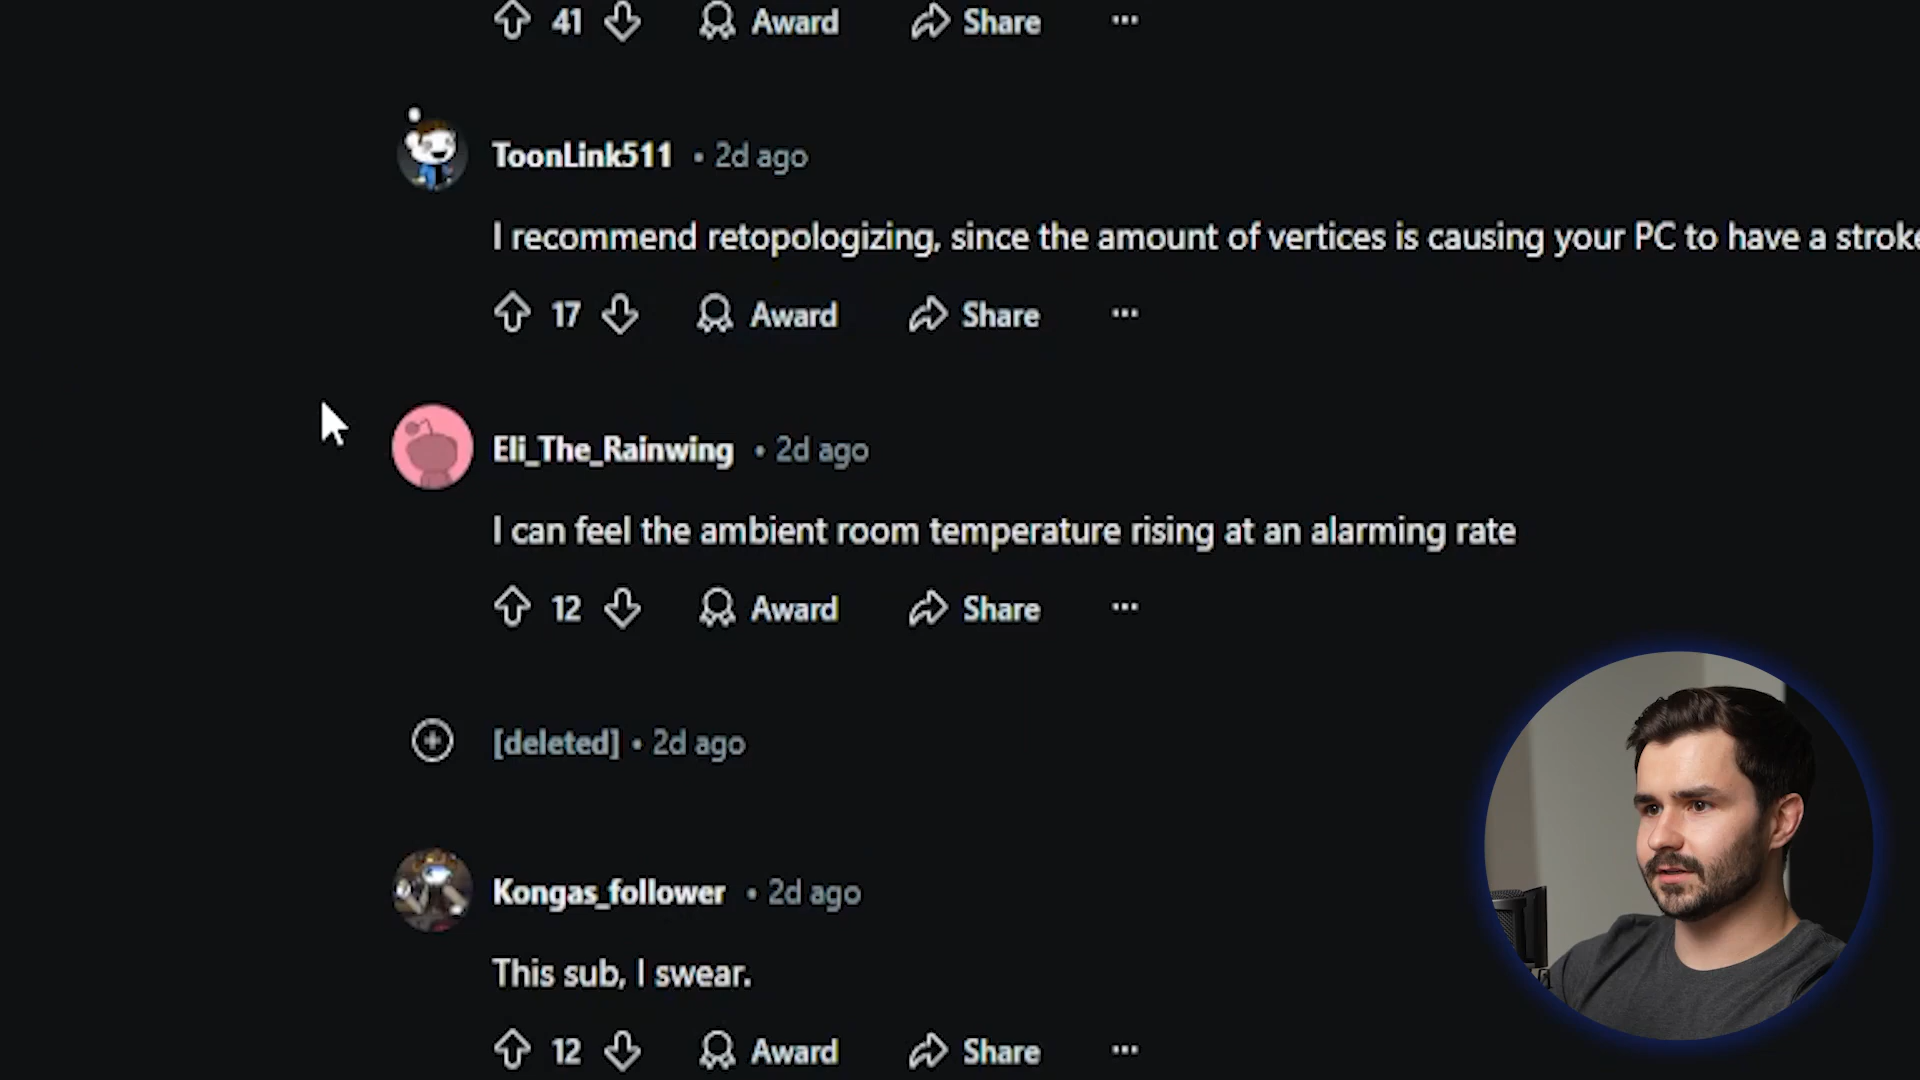 41 Award Share ...
ToonLink511 • 2d ago
I recommend retopologizing, since the amount of vertices is causing your PC to have a stroke
17 Award Share ...
Eli_The_Rainwing • 2d ago
I can feel the ambient room temperature rising at an alarming rate
12 Award Share ...
[deleted] • 2d ago
Kongas_follower • 2d ago
This sub, I swear.
12 Award Share ...